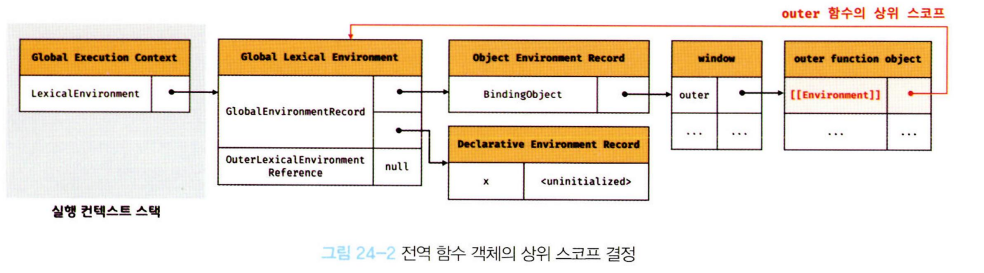 outer 함수의 상위 스코프
Global Execution Context
LexicalEnvironment
Global Lexical Environment
GlobalEnvironmentRecord
OuterLexicalEnvironment
Reference
null
Object Environment Record
BindingObject
Declarative Environment Record
x
<uninitialized>
window
outer
...
...
outer function object
[[Environment]]
...
...
실행 컨텍스트 스택
그림 24-2 전역 함수 객체의 상위 스코프 결정